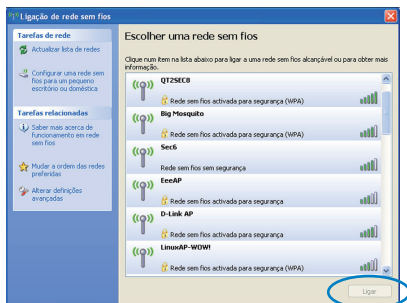 Ligação de rede sem fios
Tarefas de rede
Actualizar lista de redes
Configurar uma rede sem
fios para um pequeno
escritório ou doméstica
Tarefas relacionadas
Saber mais acerca de
funcionamento em rede
sem fios
Mudar a ordem das redes
preferidas
Alterar definições
avançadas
Escolher uma rede sem fios
Clique num item na lista abaixo para ligar a uma rede sem fios alcançável ou para obter mais
informação.
QT2SEC8
Rede sem fios activada para segurança (WPA)
Big Mosquito
Rede sem fios activada para segurança (WPA)
Sec6
Rede sem fios sem segurança
EeeAP
Rede sem fios activada para segurança
D-Link AP
Rede sem fios activada para segurança
LinuxAP-WOW!
Rede sem fios activada para segurança (WPA)
Ligar